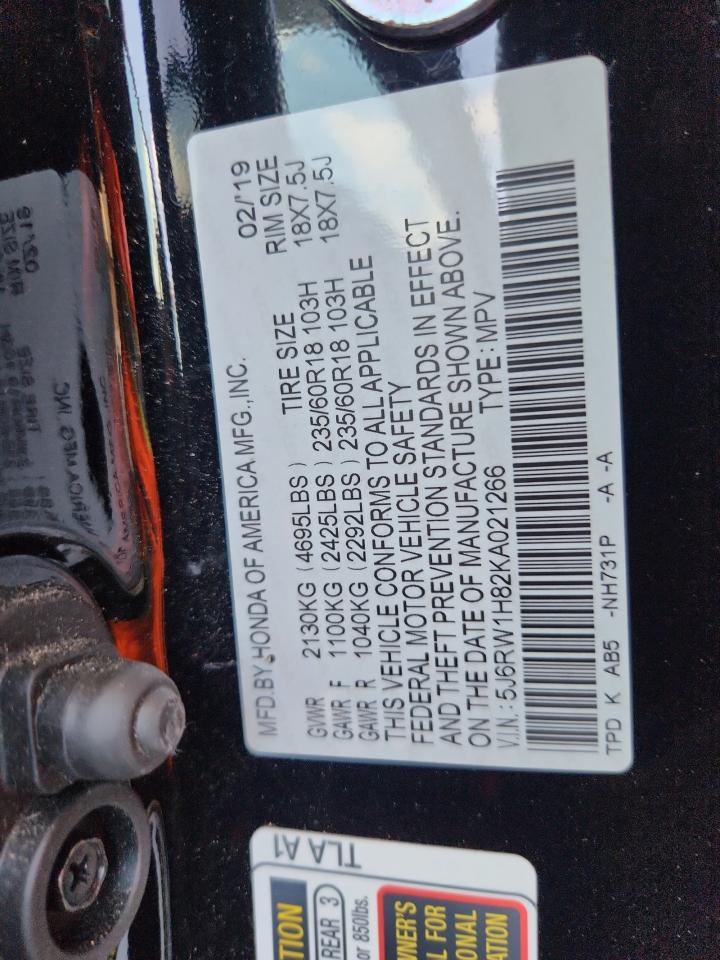 MFD.BY HONDA OF AMERICA MFG.,INC. 02/'19
GVWR 2130KG (4695LBS) TIRE SIZE RIM SIZE
GAWR F 1100KG (2425LBS) 235/60R18 103H 18X7.5J
GAWR R 1040KG (2292LBS) 235/60R18 103H 18X7.5J
THIS VEHICLE CONFORMS TO ALL APPLICABLE
FEDERAL MOTOR VEHICLE SAFETY
AND THEFT PREVENTION STANDARDS IN EFFECT
ON THE DATE OF MANUFACTURE SHOWN ABOVE.
V.I.N.: 5J6RW1H82KA021266 TYPE: MPV
TPD K AB5 -NH731P -A -A
TLA A1
REAR 3
or 850lbs.